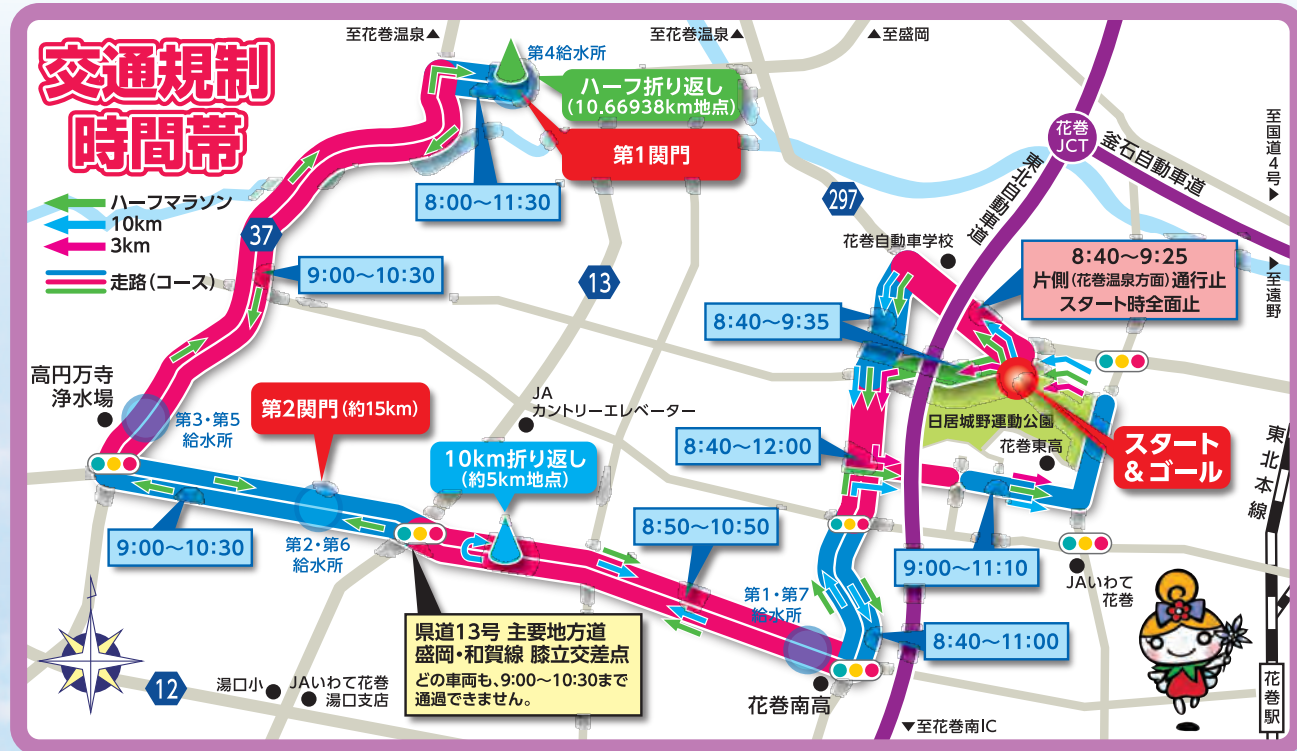 交通規制
時間帯
ハーフマラソン
10km
3km
走路(コース)
至花巻温泉▲
至花巻温泉▲
▲至盛岡
第4給水所
ハーフ折り返し
(10.66938km地点)
第1関門
8:00〜11:30
37
9:00〜10:30
13
297
花巻自動車学校
東北自動車道
花巻
JCT
釜石自動車道
至国道4号▶
▶至遠野
8:40〜9:25
片側(花巻温泉方面)通行止
スタート時全面止
8:40〜9:35
日居城野運動公園
花巻東高
スタート
&ゴール
東北本線
高円万寺
浄水場
第3・第5
給水所
第2関門(約15km)
JA
カントリーエレベーター
10km折り返し
(約5km地点)
8:40〜12:00
9:00〜10:30
第2・第6
給水所
8:50〜10:50
9:00〜11:10
JAいわて
花巻
第1・第7
給水所
8:40〜11:00
県道13号 主要地方道
盛岡・和賀線 膝立交差点
どの車両も、9:00〜10:30まで
通過できません。
12
湯口小
JAいわて花巻
湯口支店
花巻南高
▼至花巻南IC
花巻駅